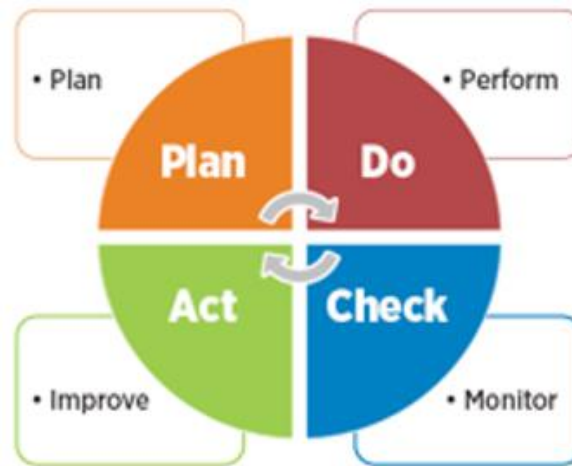 • Plan
• Perform
Plan
Do
Act
Check
• Improve
• Monitor